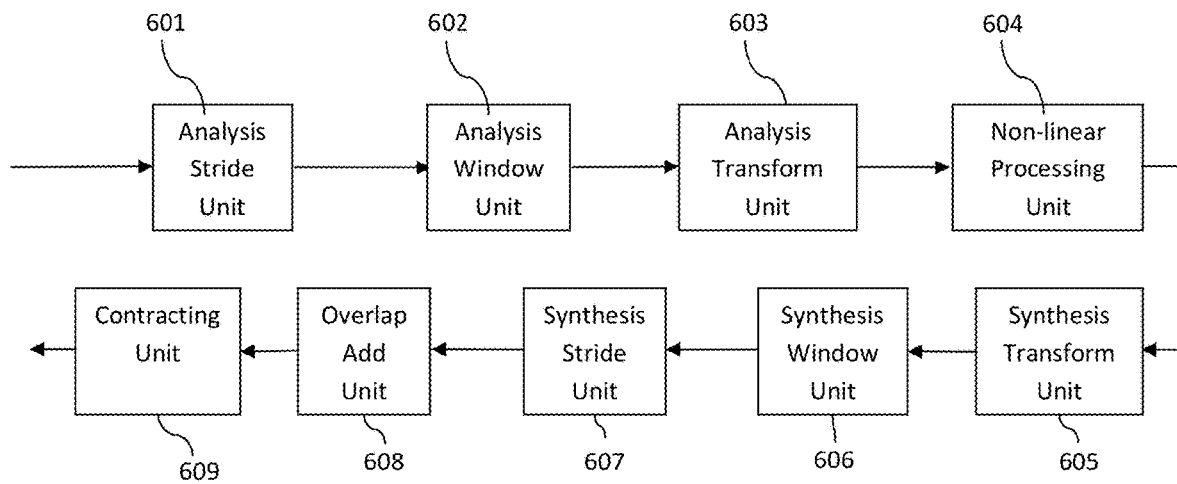 601
602
603
604
Analysis
Stride
Unit
Analysis
Window
Unit
Analysis
Transform
Unit
Non-linear
Processing
Unit
Contracting
Unit
Overlap
Add
Unit
Synthesis
Stride
Unit
Synthesis
Window
Unit
Synthesis
Transform
Unit
609
608
607
606
605